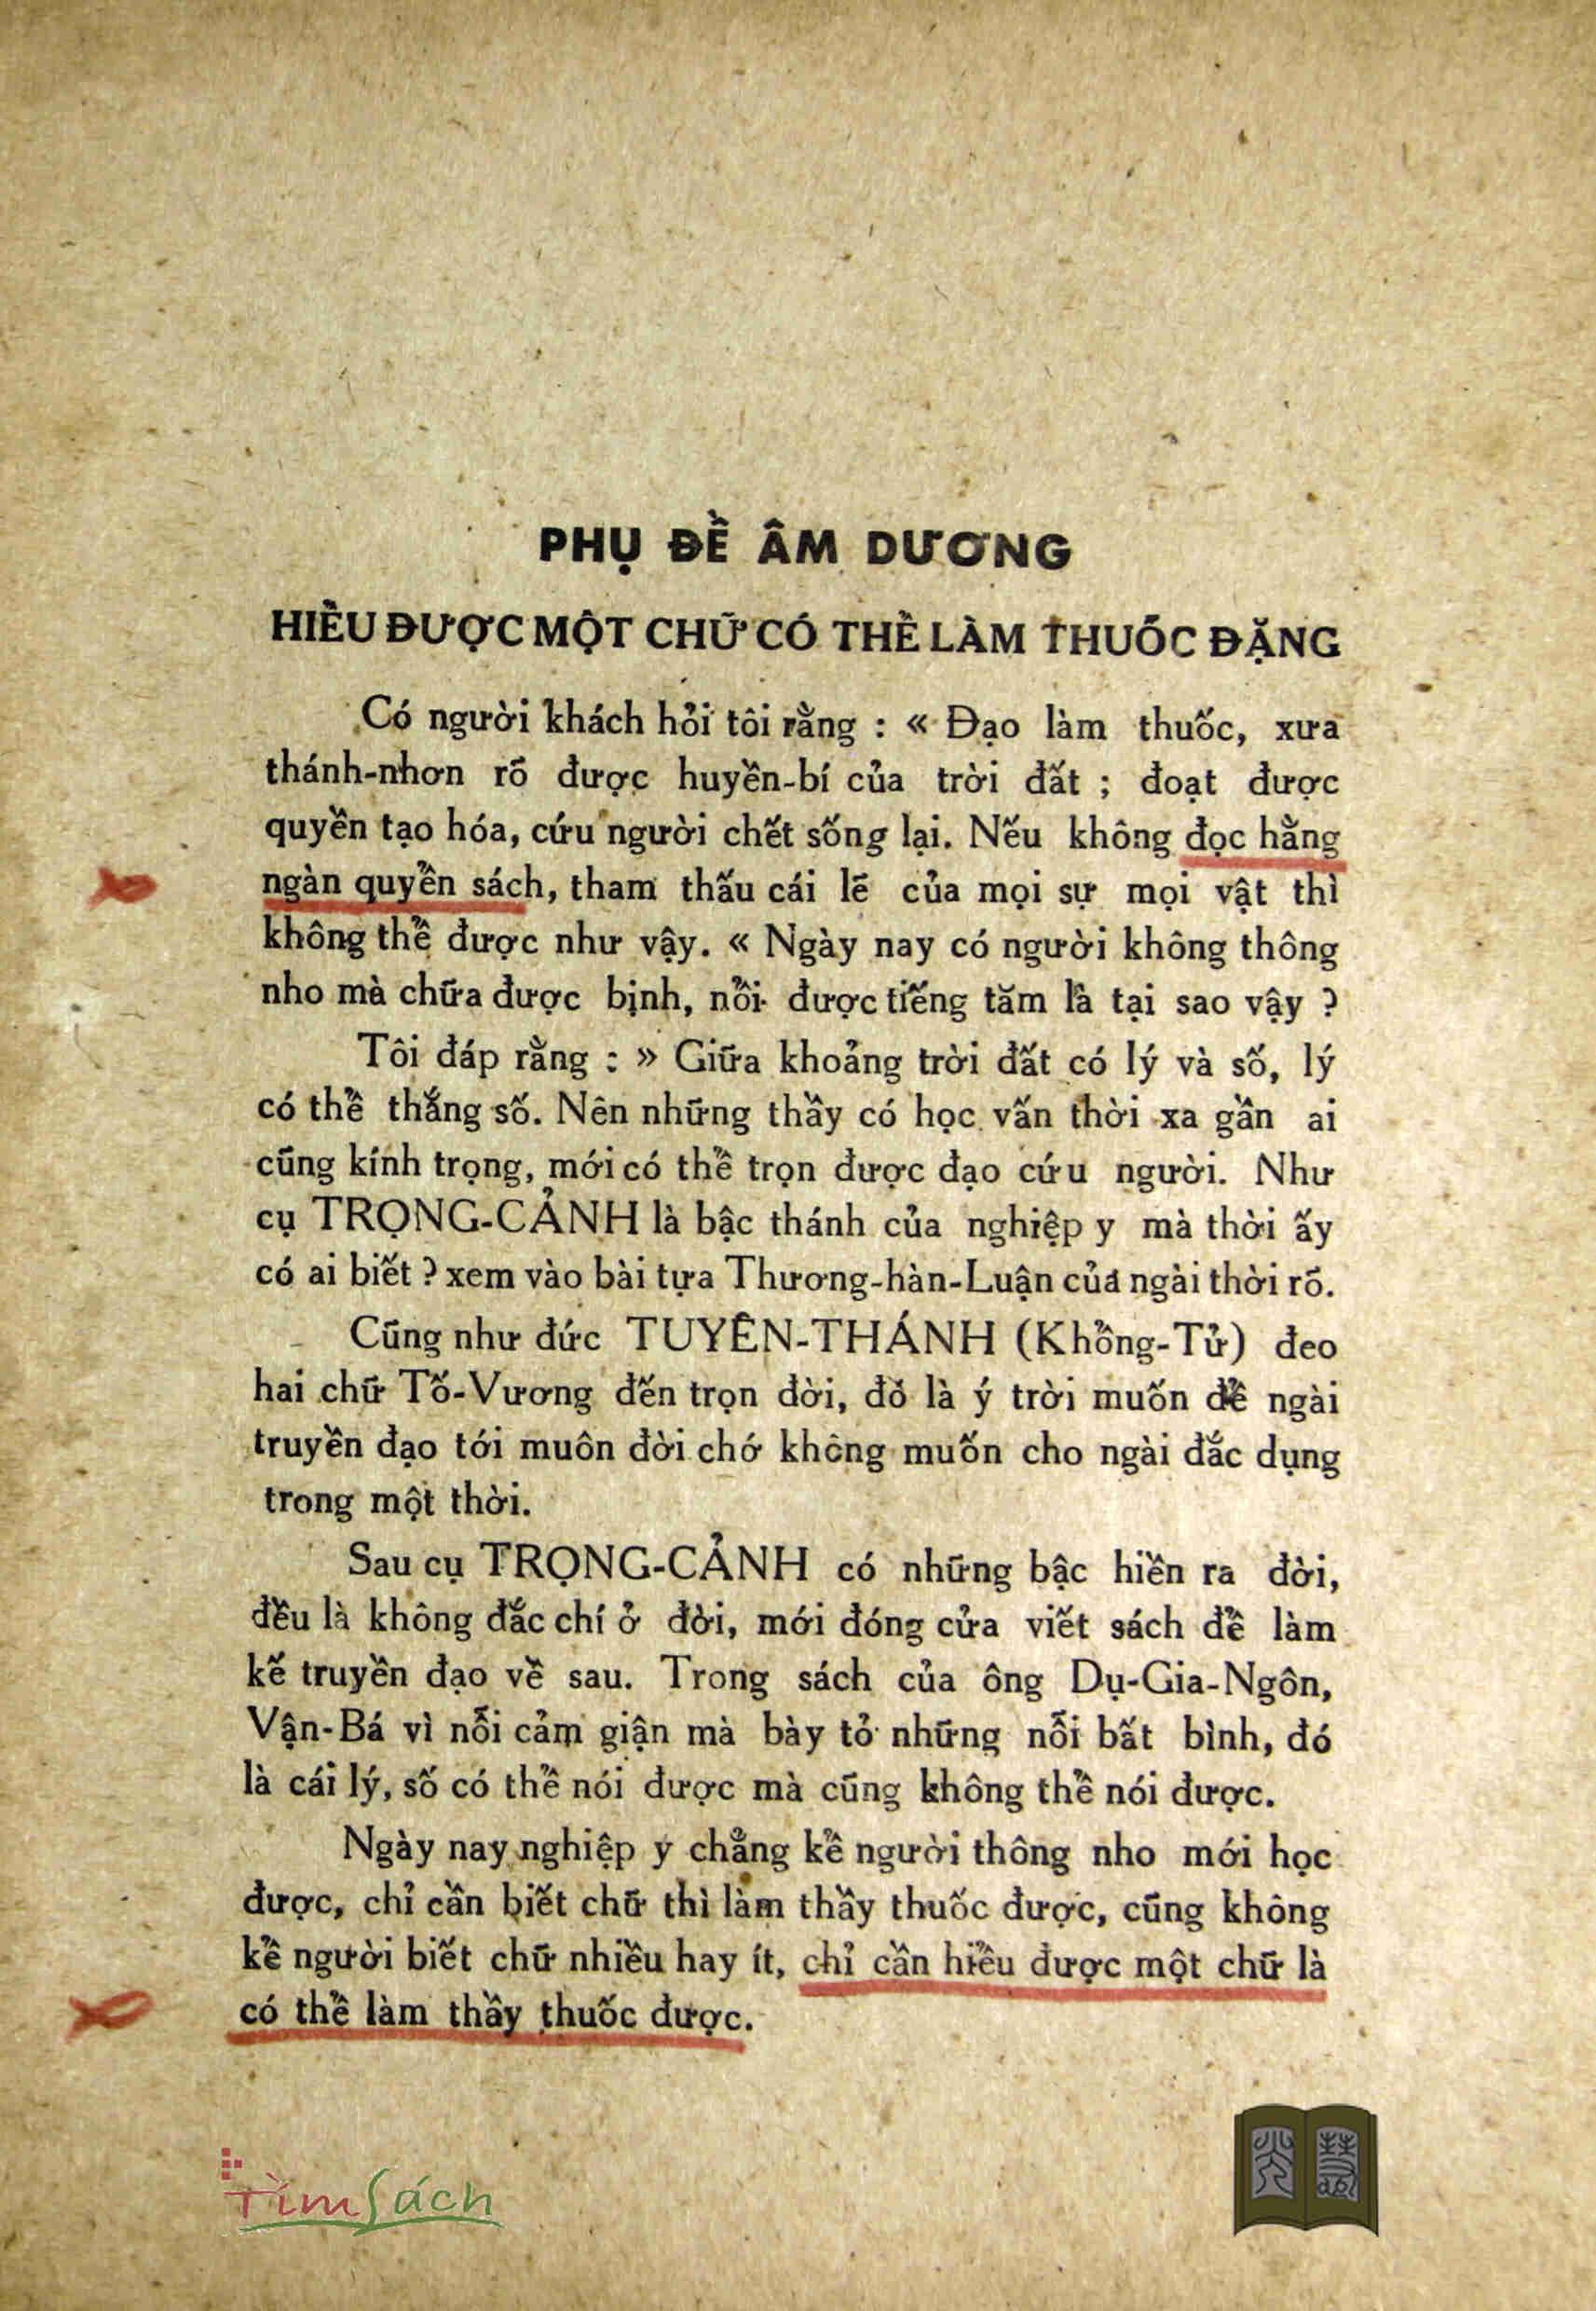 PHỤ ĐỀ ÂM DƯƠNG
HIỂU ĐƯỢC MỘT CHỮ CÓ THỂ LÀM THUỐC ĐẶNG
Có người khách hỏi tôi rằng : « Đạo làm thuốc, xưa
thánh-nhơn rõ được huyền-bí của trời đất ; đoạt được
quyền tạo hóa, cứu người chết sống lại. Nếu không đọc hằng
ngàn quyển sách, tham thấu cái lẽ của mọi sự mọi vật thì
không thể được như vậy. « Ngày nay có người không thông
nho mà chữa được bịnh, nổi được tiếng tăm là tại sao vậy ?
Tôi đáp rằng : » Giữa khoảng trời đất có lý và số, lý
có thể thắng số. Nên những thầy có học vấn thời xa gần ai
cũng kính trọng, mới có thể trọn được đạo cứu người. Như
cụ TRỌNG-CẢNH là bậc thánh của nghiệp y mà thời ấy
có ai biết ? xem vào bài tựa Thương-hàn-Luận của ngài thời rõ.
Cũng như đức TUYÊN-THÁNH (Khổng-Tử) đeo
hai chữ Tố-Vương đến trọn đời, đó là ý trời muốn để ngài
truyền đạo tới muôn đời chớ không muốn cho ngài đắc dụng
trong một thời.
Sau cụ TRỌNG-CẢNH có những bậc hiền ra đời,
đều là không đắc chí ở đời, mới đóng cửa viết sách để làm
kế truyền đạo về sau. Trong sách của ông Dụ-Gia-Ngôn,
Vận-Bá vì nỗi cảm giận mà bày tỏ những nỗi bất bình, đó
là cái lý, số có thể nói được mà cũng không thể nói được.
Ngày nay nghiệp y chẳng kể người thông nho mới học
được, chỉ cần biết chữ thì làm thầy thuốc được, cũng không
kể người biết chữ nhiều hay ít, chỉ cần hiểu được một chữ là
có thể làm thầy thuốc được.
TìmSách